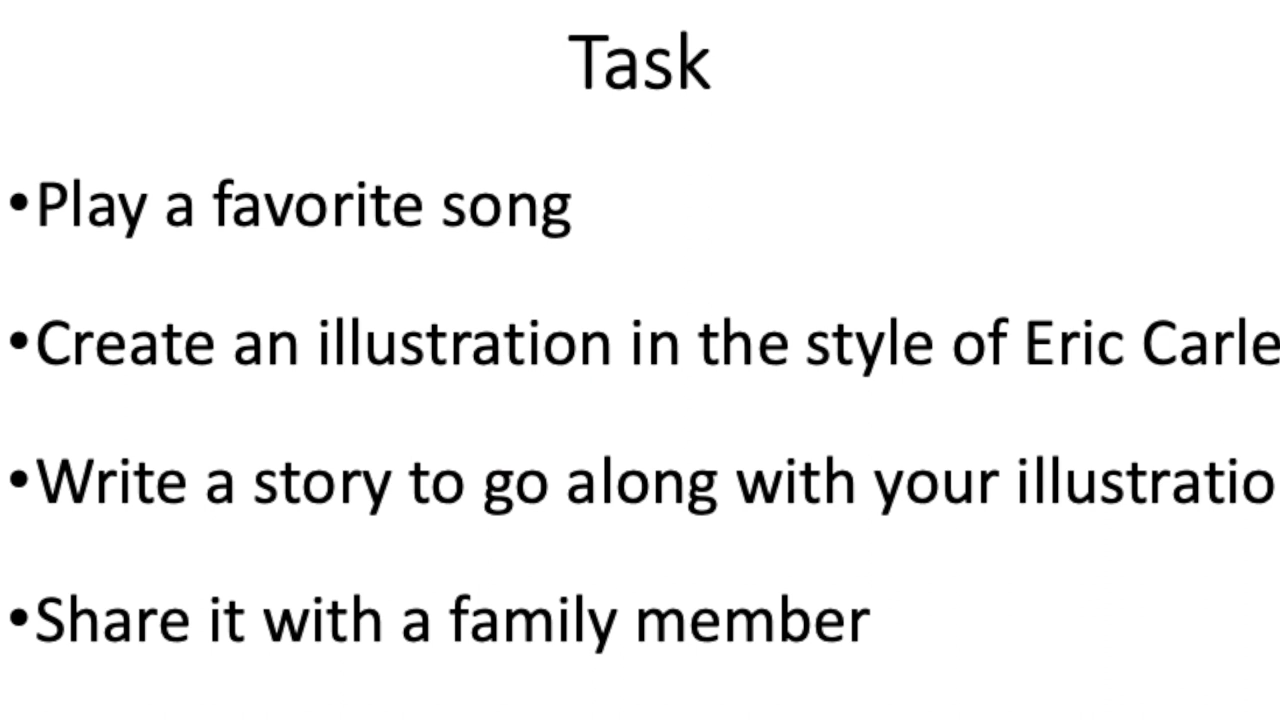 Task
•Play a favorite song
•Create an illustration in the style of Eric Carle
•Write a story to go along with your illustratio
•Share it with a family member